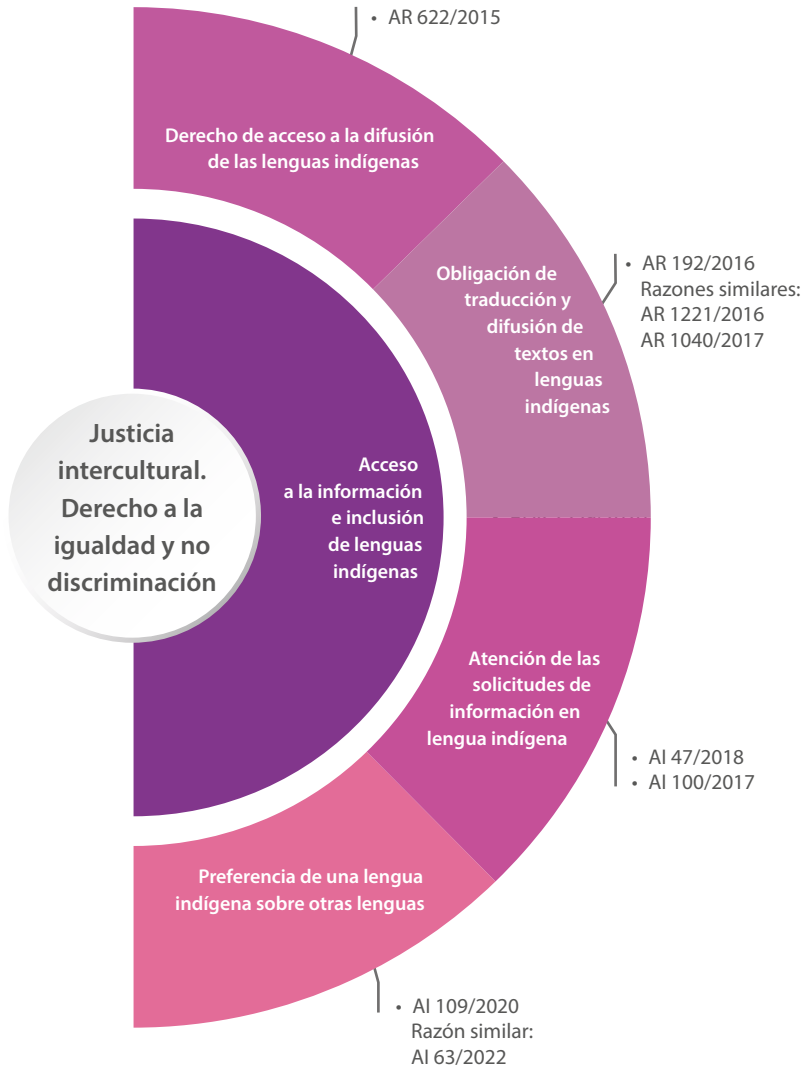 • AR 622/2015
Derecho de acceso a la difusión
de las lenguas indígenas
Obligación de
traducción y
difusión de
textos en
lenguas
indígenas
• AR 192/2016
Razones similares:
AR 1221/2016
AR 1040/2017
Justicia
intercultural.
Derecho a la
igualdad y no
discriminación
Acceso
a la información
e inclusión
de lenguas
indígenas
Atención de las
solicitudes de
información en
lengua indígena
• AI 47/2018
• AI 100/2017
Preferencia de una lengua
indígena sobre otras lenguas
• AI 109/2020
Razón similar:
AI 63/2022